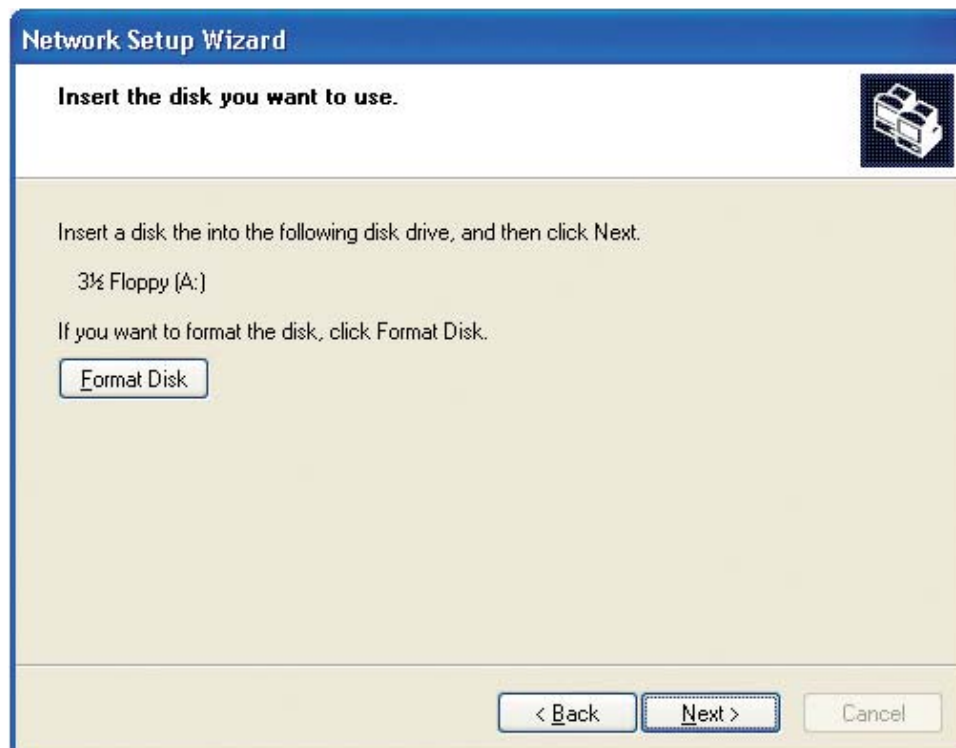 Network Setup Wizard
Insert the disk you want to use.
Insert a disk the into the following disk drive, and then click Next.
3½ Floppy (A:)
If you want to format the disk, click Format Disk.
Format Disk
< Back Next > Cancel